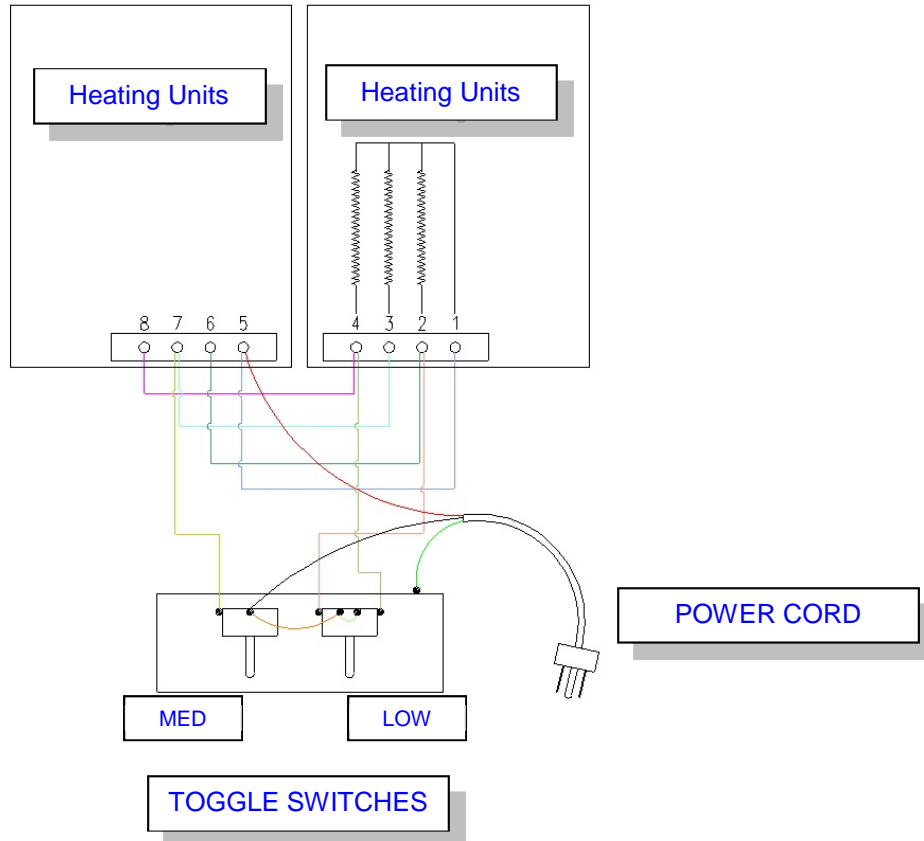 Heating Units
Heating Units
8 7 6 5
4 3 2 1
POWER CORD
MED
LOW
TOGGLE SWITCHES